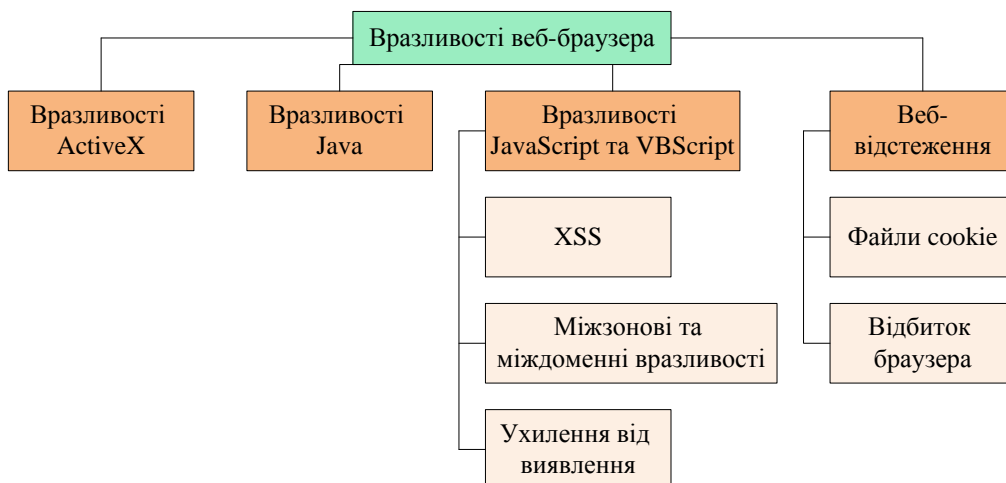 Вразливості веб-браузера
Вразливості
ActiveX
Вразливості
Java
Вразливості
JavaScript та VBScript
Веб-
відстеження
XSS
Файли cookie
Міжзонові та
міждоменні вразливості
Відбиток
браузера
Ухилення від
виявлення